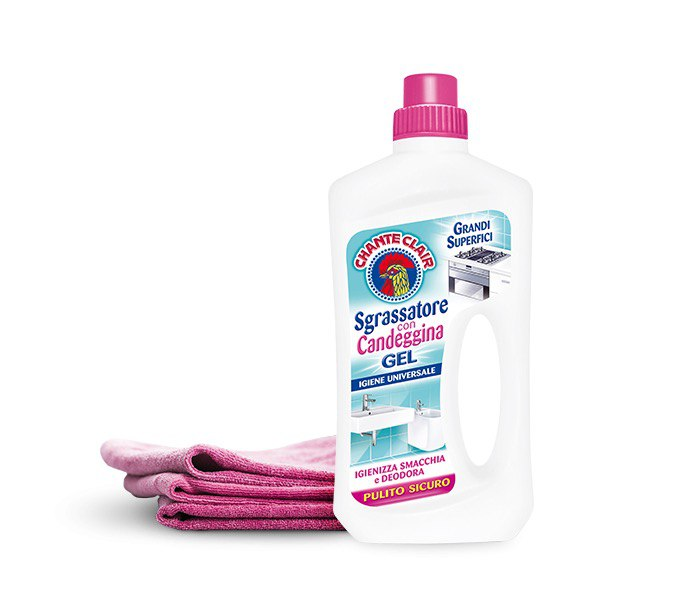 GRANDI
SUPERFICI
CHANTE CLAIR
Sgrassatore
con
Candeggina
GEL
IGIENE UNIVERSALE
IGIENIZZA SMACCHIA
e DEODORA
PULITO SICURO